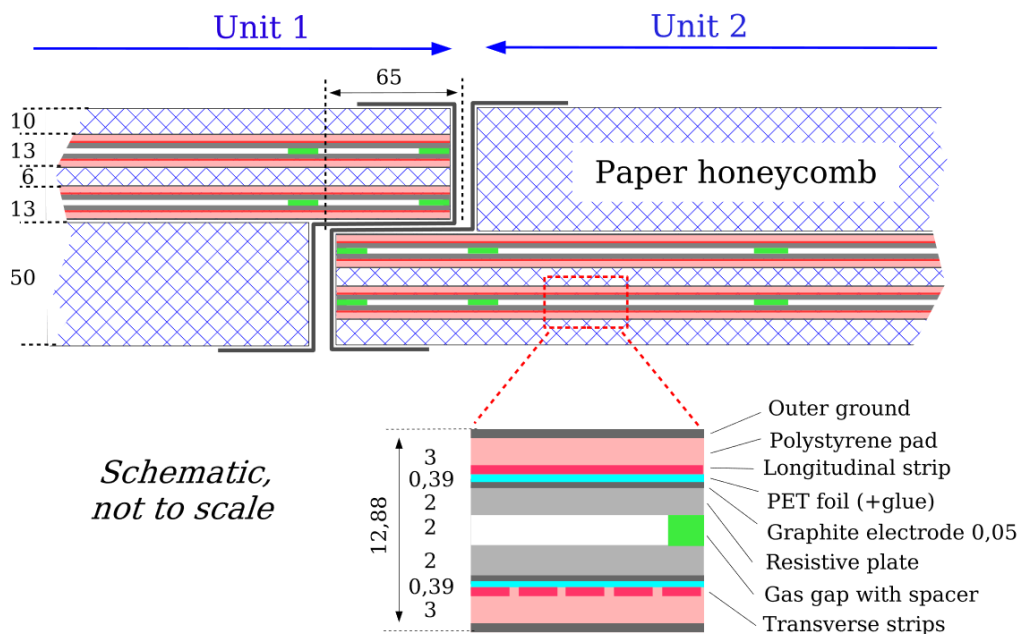 Unit 1
Unit 2
65
10
13
6
13
50
Paper honeycomb
Schematic,
not to scale
12,88
3
0,39
2
2
2
0,39
3
Outer ground
Polystyrene pad
Longitudinal strip
PET foil (+glue)
Graphite electrode 0,05
Resistive plate
Gas gap with spacer
Transverse strips